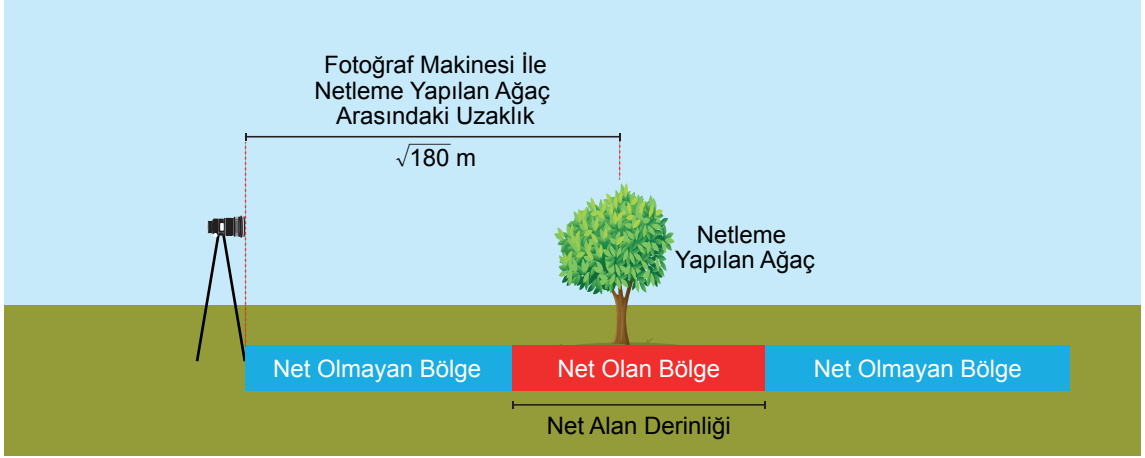 Fotoğraf Makinesi İle
Netleme Yapılan Ağaç
Arasındaki Uzaklık
√180 m
Netleme
Yapılan Ağaç
Net Olmayan Bölge Net Olan Bölge Net Olmayan Bölge
Net Alan Derinliği